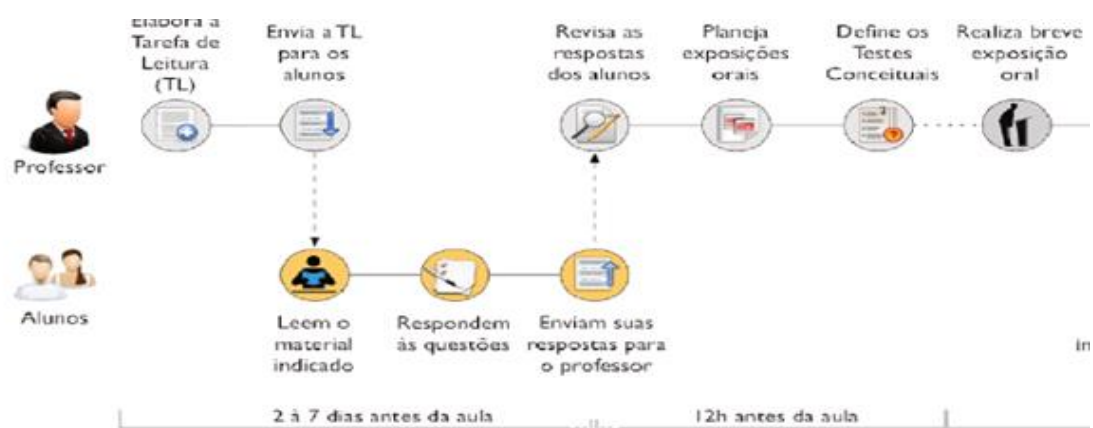 Elabora a
Tarefa de
Leitura
(TL)
Envia a TL
para os
alunos
Revisa as
respostas
dos alunos
Planeja
exposições
orais
Define os
Testes
Conceituais
Realiza breve
exposição
oral
Professor
Alunos
Leem o
material
indicado
Respondem
às questões
Enviam suas
respostas para
o professor
in
2 à 7 dias antes da aula
12h antes da aula